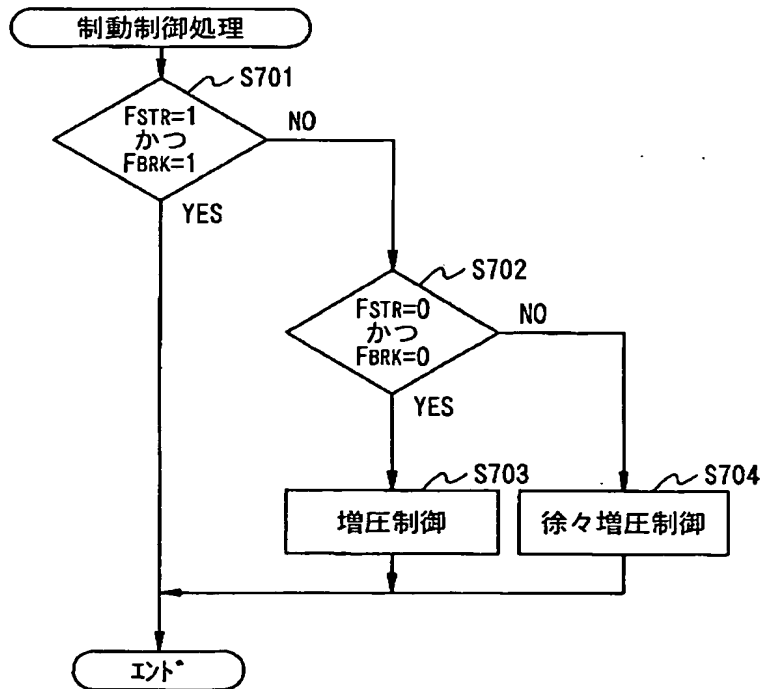 制動制御処理
S701
FSTR=1
かつ
FBRK=1
NO
YES
S702
FSTR=0
かつ
FBRK=0
NO
YES
S703
増圧制御
S704
徐々増圧制御
ｴﾝﾄﾞ